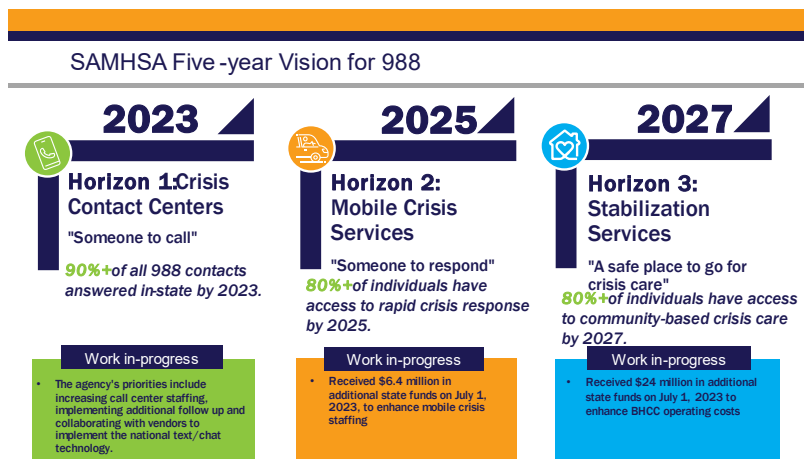 SAMHSA Five-year Vision for 988
2023
Horizon 1:Crisis
Contact Centers
"Someone to call"
90%+of all 988 contacts
answered in-state by 2023.
Work in-progress
• The agency's priorities include
increasing call center staffing,
implementing additional follow up and
collaborating with vendors to
implement the national text/chat
technology.
2025
Horizon 2:
Mobile Crisis
Services
"Someone to respond"
80%+of individuals have
access to rapid crisis response
by 2025.
Work in-progress
• Received $6.4 million in
additional state funds on July 1,
2023, to enhance mobile crisis
staffing
2027
Horizon 3:
Stabilization
Services
"A safe place to go for
crisis care"
80%+of individuals have access
to community-based crisis care
by 2027.
Work in-progress
• Received $24 million in additional
state funds on July 1, 2023 to
enhance BHCC operating costs